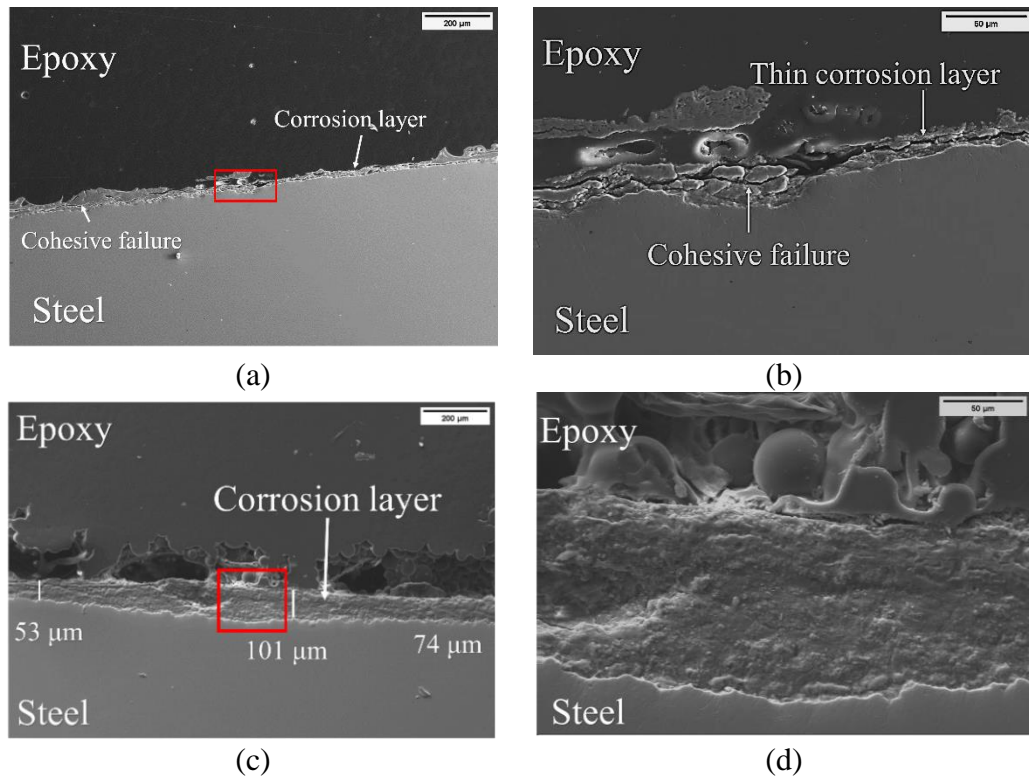 200 µm
Epoxy
Corrosion layer
Cohesive failure
Steel
(a)
50 µm
Epoxy
Thin corrosion layer
Cohesive failure
Steel
(b)
200 µm
Epoxy
Corrosion layer
53 µm
101 µm
74 µm
Steel
(c)
50 µm
Epoxy
Steel
(d)